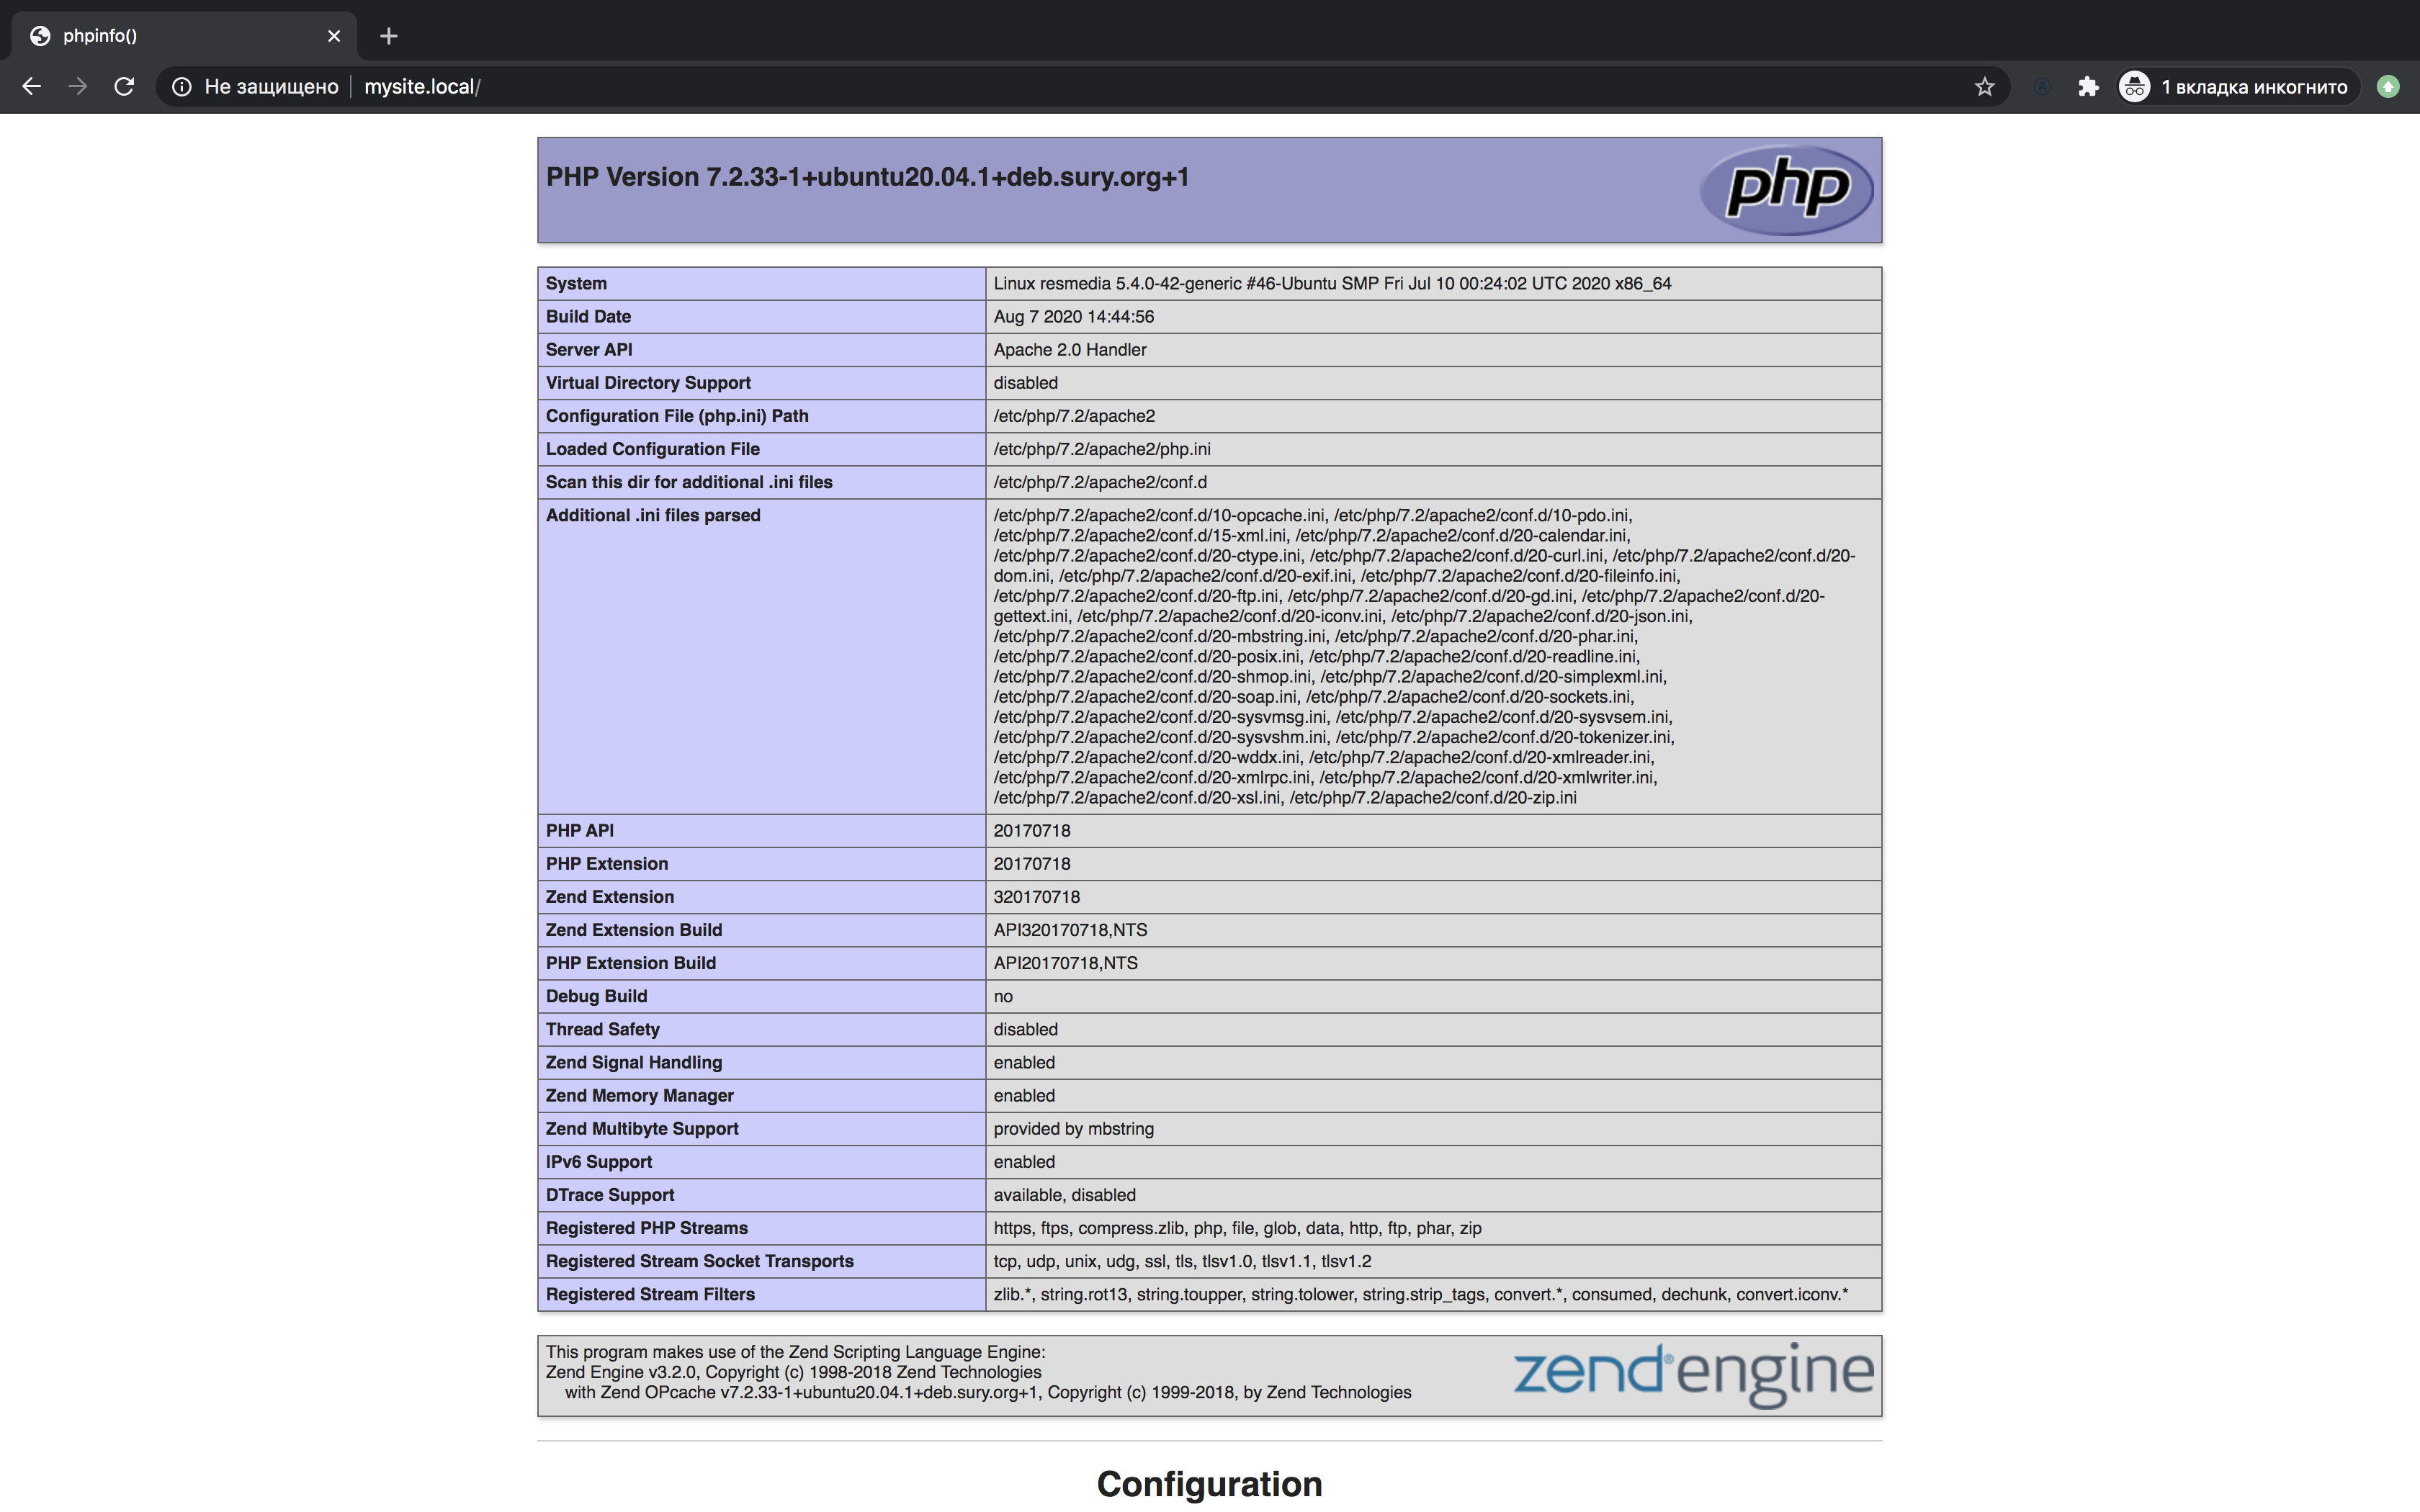 phpinfo()
Не защищено mysite.local/
1 вкладка инкогнито
PHP Version 7.2.33-1+ubuntu20.04.1+deb.sury.org+1
php
System Linux resmedia 5.4.0-42-generic #46-Ubuntu SMP Fri Jul 10 00:24:02 UTC 2020 x86_64
Build Date Aug 7 2020 14:44:56
Server API Apache 2.0 Handler
Virtual Directory Support disabled
Configuration File (php.ini) Path /etc/php/7.2/apache2
Loaded Configuration File /etc/php/7.2/apache2/php.ini
Scan this dir for additional .ini files /etc/php/7.2/apache2/conf.d
Additional .ini files parsed /etc/php/7.2/apache2/conf.d/10-opcache.ini, /etc/php/7.2/apache2/conf.d/10-pdo.ini,
/etc/php/7.2/apache2/conf.d/15-xml.ini, /etc/php/7.2/apache2/conf.d/20-calendar.ini,
/etc/php/7.2/apache2/conf.d/20-ctype.ini, /etc/php/7.2/apache2/conf.d/20-curl.ini, /etc/php/7.2/apache2/conf.d/20-
dom.ini, /etc/php/7.2/apache2/conf.d/20-exif.ini, /etc/php/7.2/apache2/conf.d/20-fileinfo.ini,
/etc/php/7.2/apache2/conf.d/20-ftp.ini, /etc/php/7.2/apache2/conf.d/20-gd.ini, /etc/php/7.2/apache2/conf.d/20-
gettext.ini, /etc/php/7.2/apache2/conf.d/20-iconv.ini, /etc/php/7.2/apache2/conf.d/20-json.ini,
/etc/php/7.2/apache2/conf.d/20-mbstring.ini, /etc/php/7.2/apache2/conf.d/20-phar.ini,
/etc/php/7.2/apache2/conf.d/20-posix.ini, /etc/php/7.2/apache2/conf.d/20-readline.ini,
/etc/php/7.2/apache2/conf.d/20-shmop.ini, /etc/php/7.2/apache2/conf.d/20-simplexml.ini,
/etc/php/7.2/apache2/conf.d/20-soap.ini, /etc/php/7.2/apache2/conf.d/20-sockets.ini,
/etc/php/7.2/apache2/conf.d/20-sysvmsg.ini, /etc/php/7.2/apache2/conf.d/20-sysvsem.ini,
/etc/php/7.2/apache2/conf.d/20-sysvshm.ini, /etc/php/7.2/apache2/conf.d/20-tokenizer.ini,
/etc/php/7.2/apache2/conf.d/20-wddx.ini, /etc/php/7.2/apache2/conf.d/20-xmlreader.ini,
/etc/php/7.2/apache2/conf.d/20-xmlrpc.ini, /etc/php/7.2/apache2/conf.d/20-xmlwriter.ini,
/etc/php/7.2/apache2/conf.d/20-xsl.ini, /etc/php/7.2/apache2/conf.d/20-zip.ini
PHP API 20170718
PHP Extension 20170718
Zend Extension 320170718
Zend Extension Build API320170718,NTS
PHP Extension Build API20170718,NTS
Debug Build no
Thread Safety disabled
Zend Signal Handling enabled
Zend Memory Manager enabled
Zend Multibyte Support provided by mbstring
IPv6 Support enabled
DTrace Support available, disabled
Registered PHP Streams https, ftps, compress.zlib, php, file, glob, data, http, ftp, phar, zip
Registered Stream Socket Transports tcp, udp, unix, udg, ssl, tls, tlsv1.0, tlsv1.1, tlsv1.2
Registered Stream Filters zlib.*, string.rot13, string.toupper, string.tolower, string.strip_tags, convert.*, consumed, dechunk, convert.iconv.*
This program makes use of the Zend Scripting Language Engine:
Zend Engine v3.2.0, Copyright (c) 1998-2018 Zend Technologies
with Zend OPcache v7.2.33-1+ubuntu20.04.1+deb.sury.org+1, Copyright (c) 1999-2018, by Zend Technologies
zend®engine
Configuration